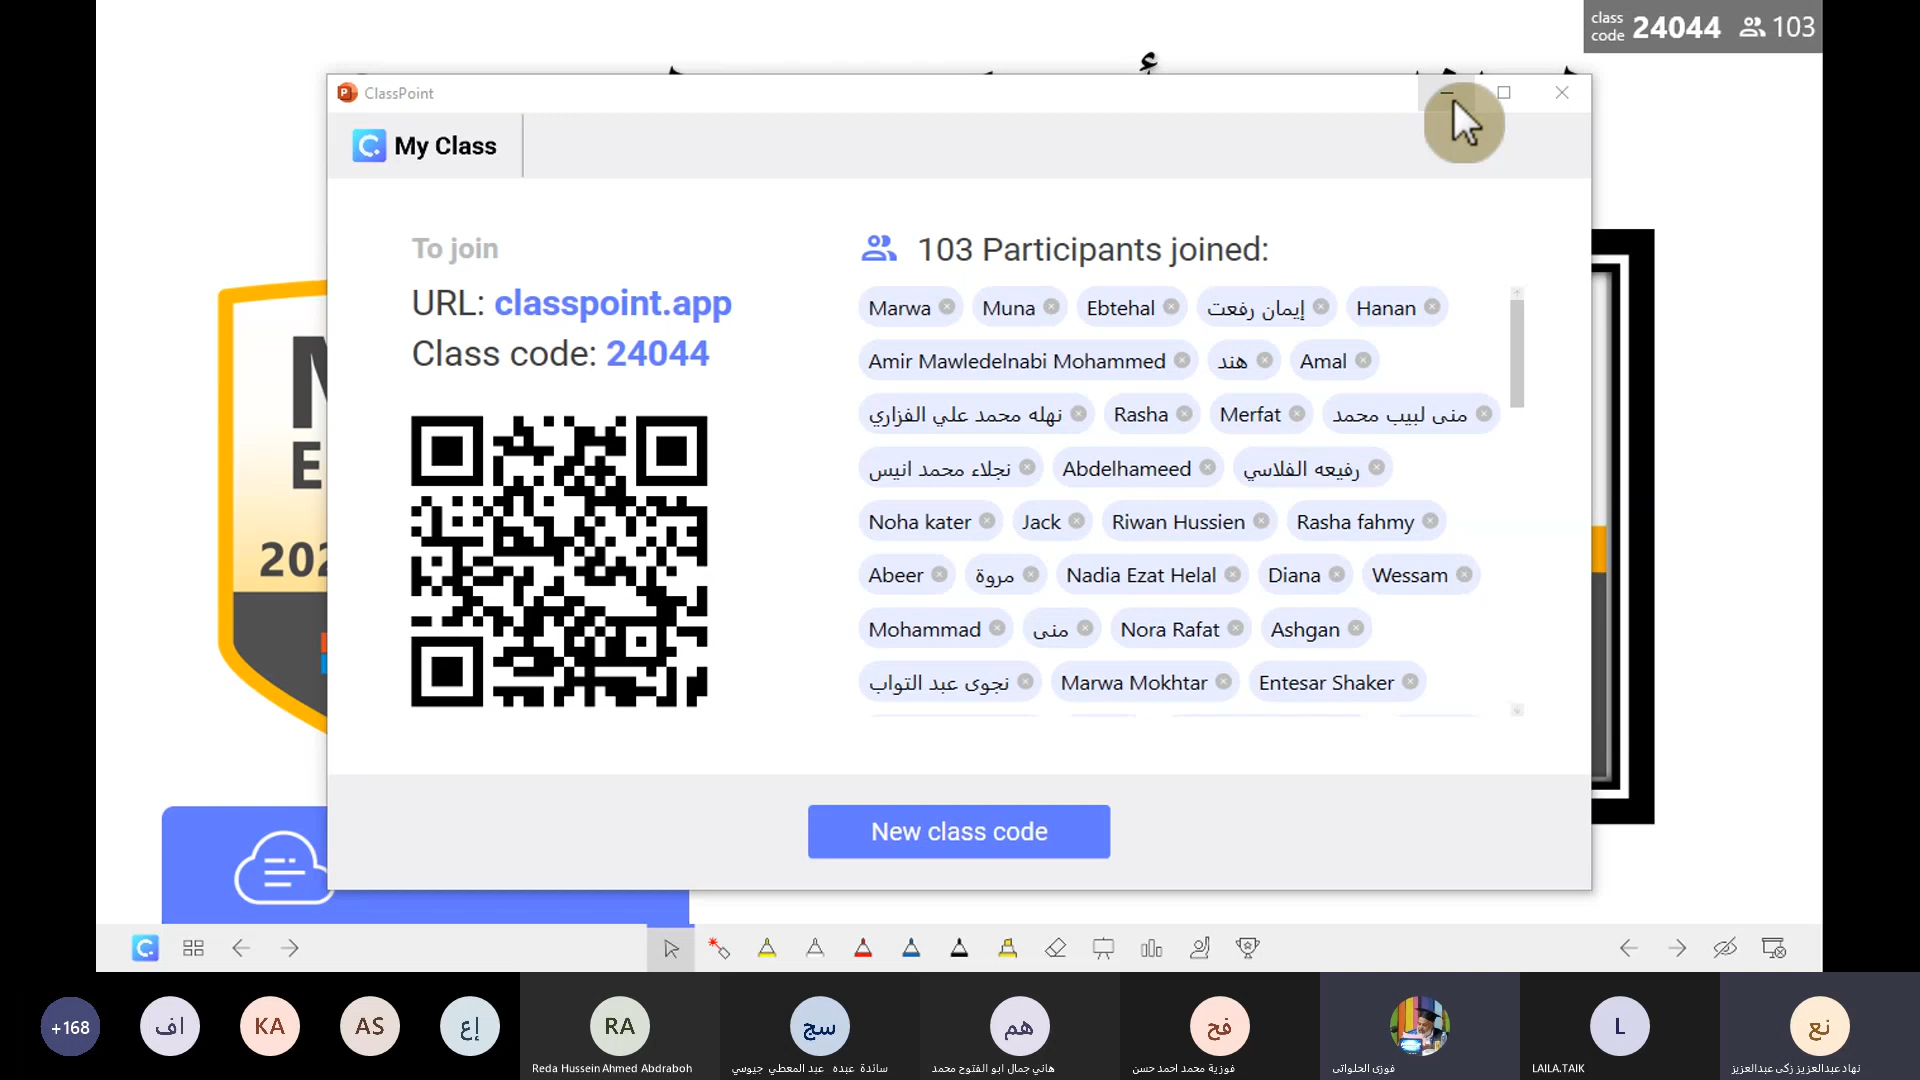 class code 24044 103
ClassPoint
My Class
To join
URL: classpoint.app
Class code: 24044
103 Participants joined:
Marwa Muna Ebtehal إيمان رفعت Hanan
Amir Mawledelnabi Mohammed هند Amal
نهله محمد علي الفزاري Rasha Merfat منى لبيب محمد
نجلاء محمد انيس Abdelhameed رفيعه الفلاسي
Noha kater Jack Riwan Hussien Rasha fahmy
Abeer مروة Nadia Ezat Helal Diana Wessam
Mohammad منى Nora Rafat Ashgan
نجوى عبد التواب Marwa Mokhtar Entesar Shaker
New class code
+168 اف KA AS إع RA سج هم فح L نع
Reda Hussein Ahmed Abdraboh
سائدة عبده عبد المعطي جيوسي
هاني جمال ابو الفتوح محمد
فوزية محمد احمد حسن
فوزى الحلواني
LAILA.TAIK
نهاد عبدالعزيز زكى عبدالعزيز